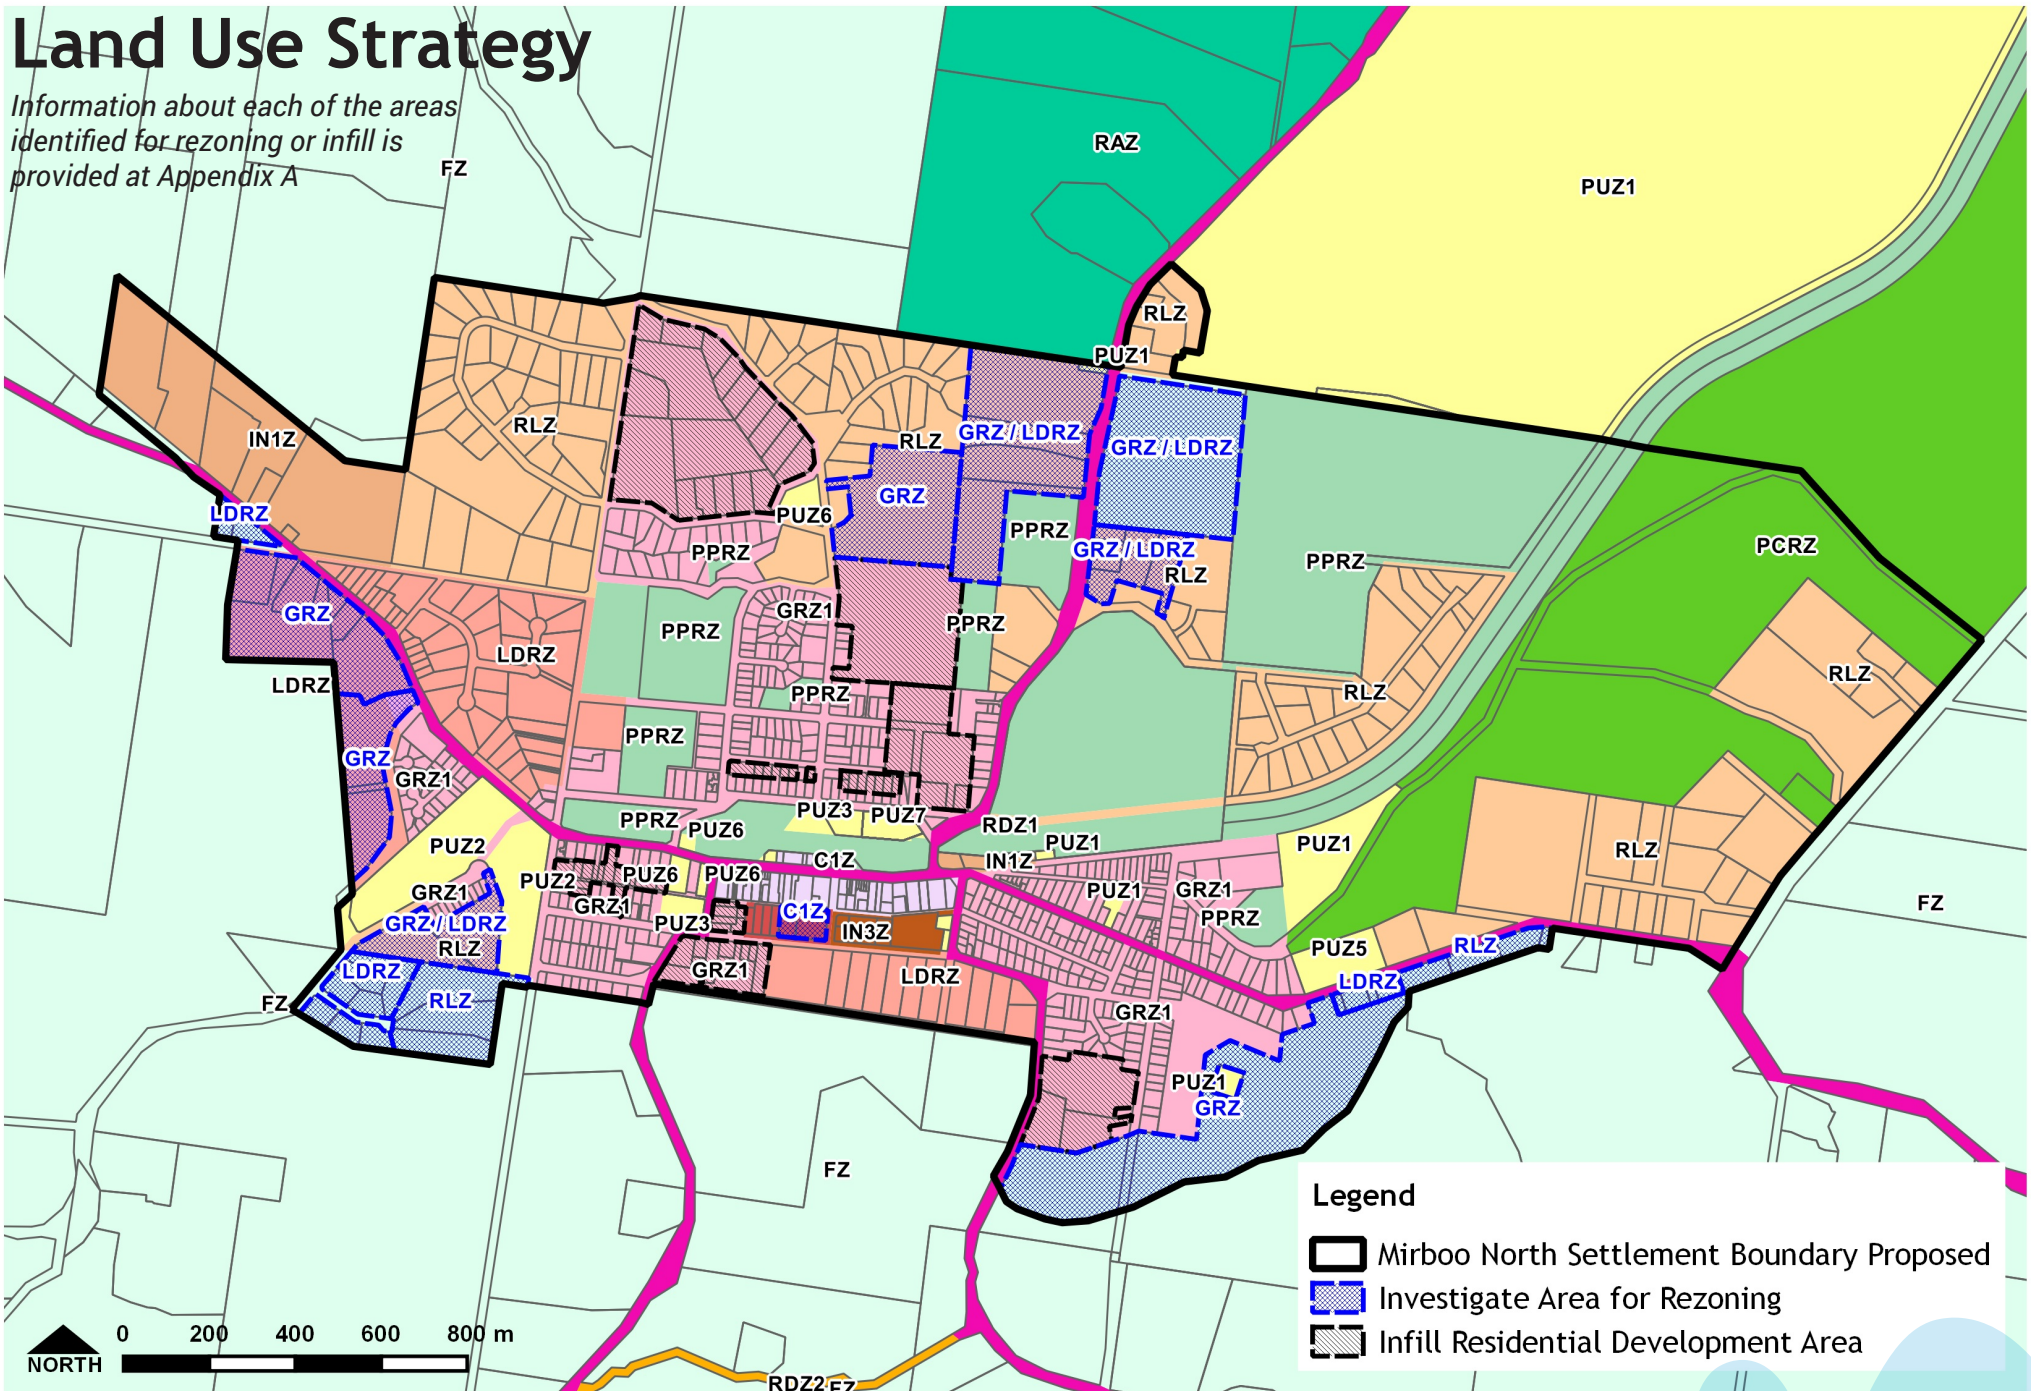 Land Use Strategy
Information about each of the areas
identified for rezoning or infill is
provided at Appendix A
FZ
RAZ
PUZ1
RLZ
PUZ1
IN1Z
RLZ
RLZ
GRZ / LDRZ
GRZ / LDRZ
GRZ
LDRZ
PUZ6
PPRZ
PPRZ
GRZ / LDRZ
RLZ
PPRZ
PCRZ
GRZ
GRZ1
PPRZ
PPRZ
LDRZ
LDRZ
PPRZ
RLZ
RLZ
PPRZ
GRZ
GRZ1
PUZ3
PUZ7
PPRZ
PUZ6
RDZ1
PUZ1
PUZ1
PUZ2
C1Z
IN1Z
RLZ
PUZ2
PUZ6
PUZ6
GRZ1
PUZ1
GRZ1
GRZ1
C1Z
PPRZ
FZ
GRZ / LDRZ
PUZ3
IN3Z
RLZ
PUZ5
RLZ
LDRZ
GRZ1
LDRZ
LDRZ
FZ
RLZ
GRZ1
PUZ1
GRZ
FZ
Legend
Mirboo North Settlement Boundary Proposed
Investigate Area for Rezoning
Infill Residential Development Area
0 200 400 600 800 m
NORTH
RDZ2
FZ